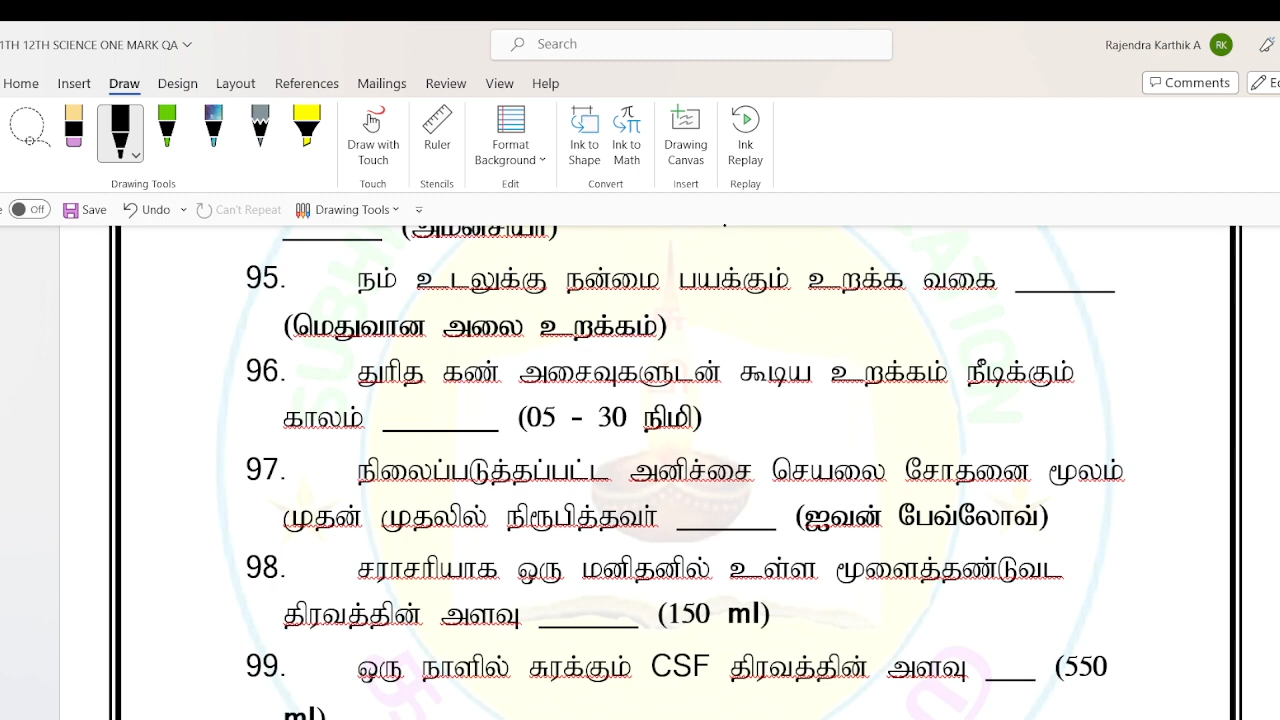 1TH 12TH SCIENCE ONE MARK QA
Search
Rajendra Karthik A RK
Home Insert Draw Design Layout References Mailings Review View Help
Comments
Draw with Touch
Ruler
Format Background
Ink to Shape
Ink to Math
Drawing Canvas
Ink Replay
Drawing Tools Touch Stencils Edit Convert Insert Replay
Off Save Undo Can't Repeat Drawing Tools
95. நம் உடலுக்கு நன்மை பயக்கும் உறக்க வகை ________
(மெதுவான அலை உறக்கம்)
96. துரித கண் அசைவுகளுடன் கூடிய உறக்கம் நீடிக்கும்
காலம் ________ (05 - 30 நிமி)
97. நிலைப்படுத்தப்பட்ட அனிச்சை செயலை சோதனை மூலம்
முதன் முதலில் நிரூபித்தவர் ________ (ஐவன் பேவ்லோவ்)
98. சராசரியாக ஒரு மனிதனில் உள்ள மூளைத்தண்டுவட
திரவத்தின் அளவு ________ (150 ml)
99. ஒரு நாளில் சுரக்கும் CSF திரவத்தின் அளவு ____ (550
ml)